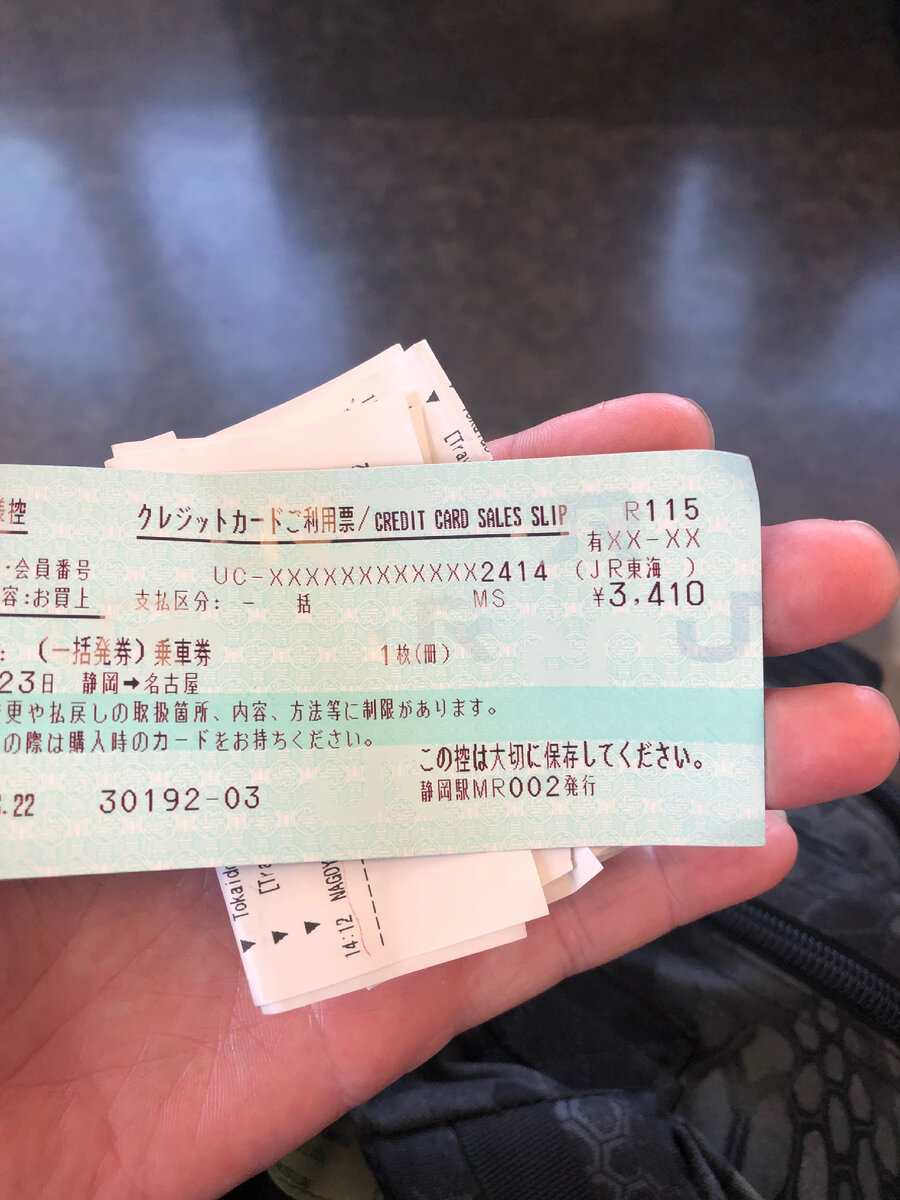 [Tra
様控 クレジットカードご利用票/CREDIT CARD SALES SLIP R115
有XX-XX
・会員番号 UC-XXXXXXXXXXXX2414 (JR東海 )
容:お買上 支払区分: 一 括 MS ¥3,410
: (一括発券)乗車券 1枚(冊)
23日 静岡➡名古屋
更や払戻しの取扱箇所、内容、方法等に制限があります。
の際は購入時のカードをお持ちください。
この控は大切に保存してください。
.22 30192-03 静岡駅MR002発行
Tokaido
[Tra
▼ ▼ ▼
14:12 NAGOY